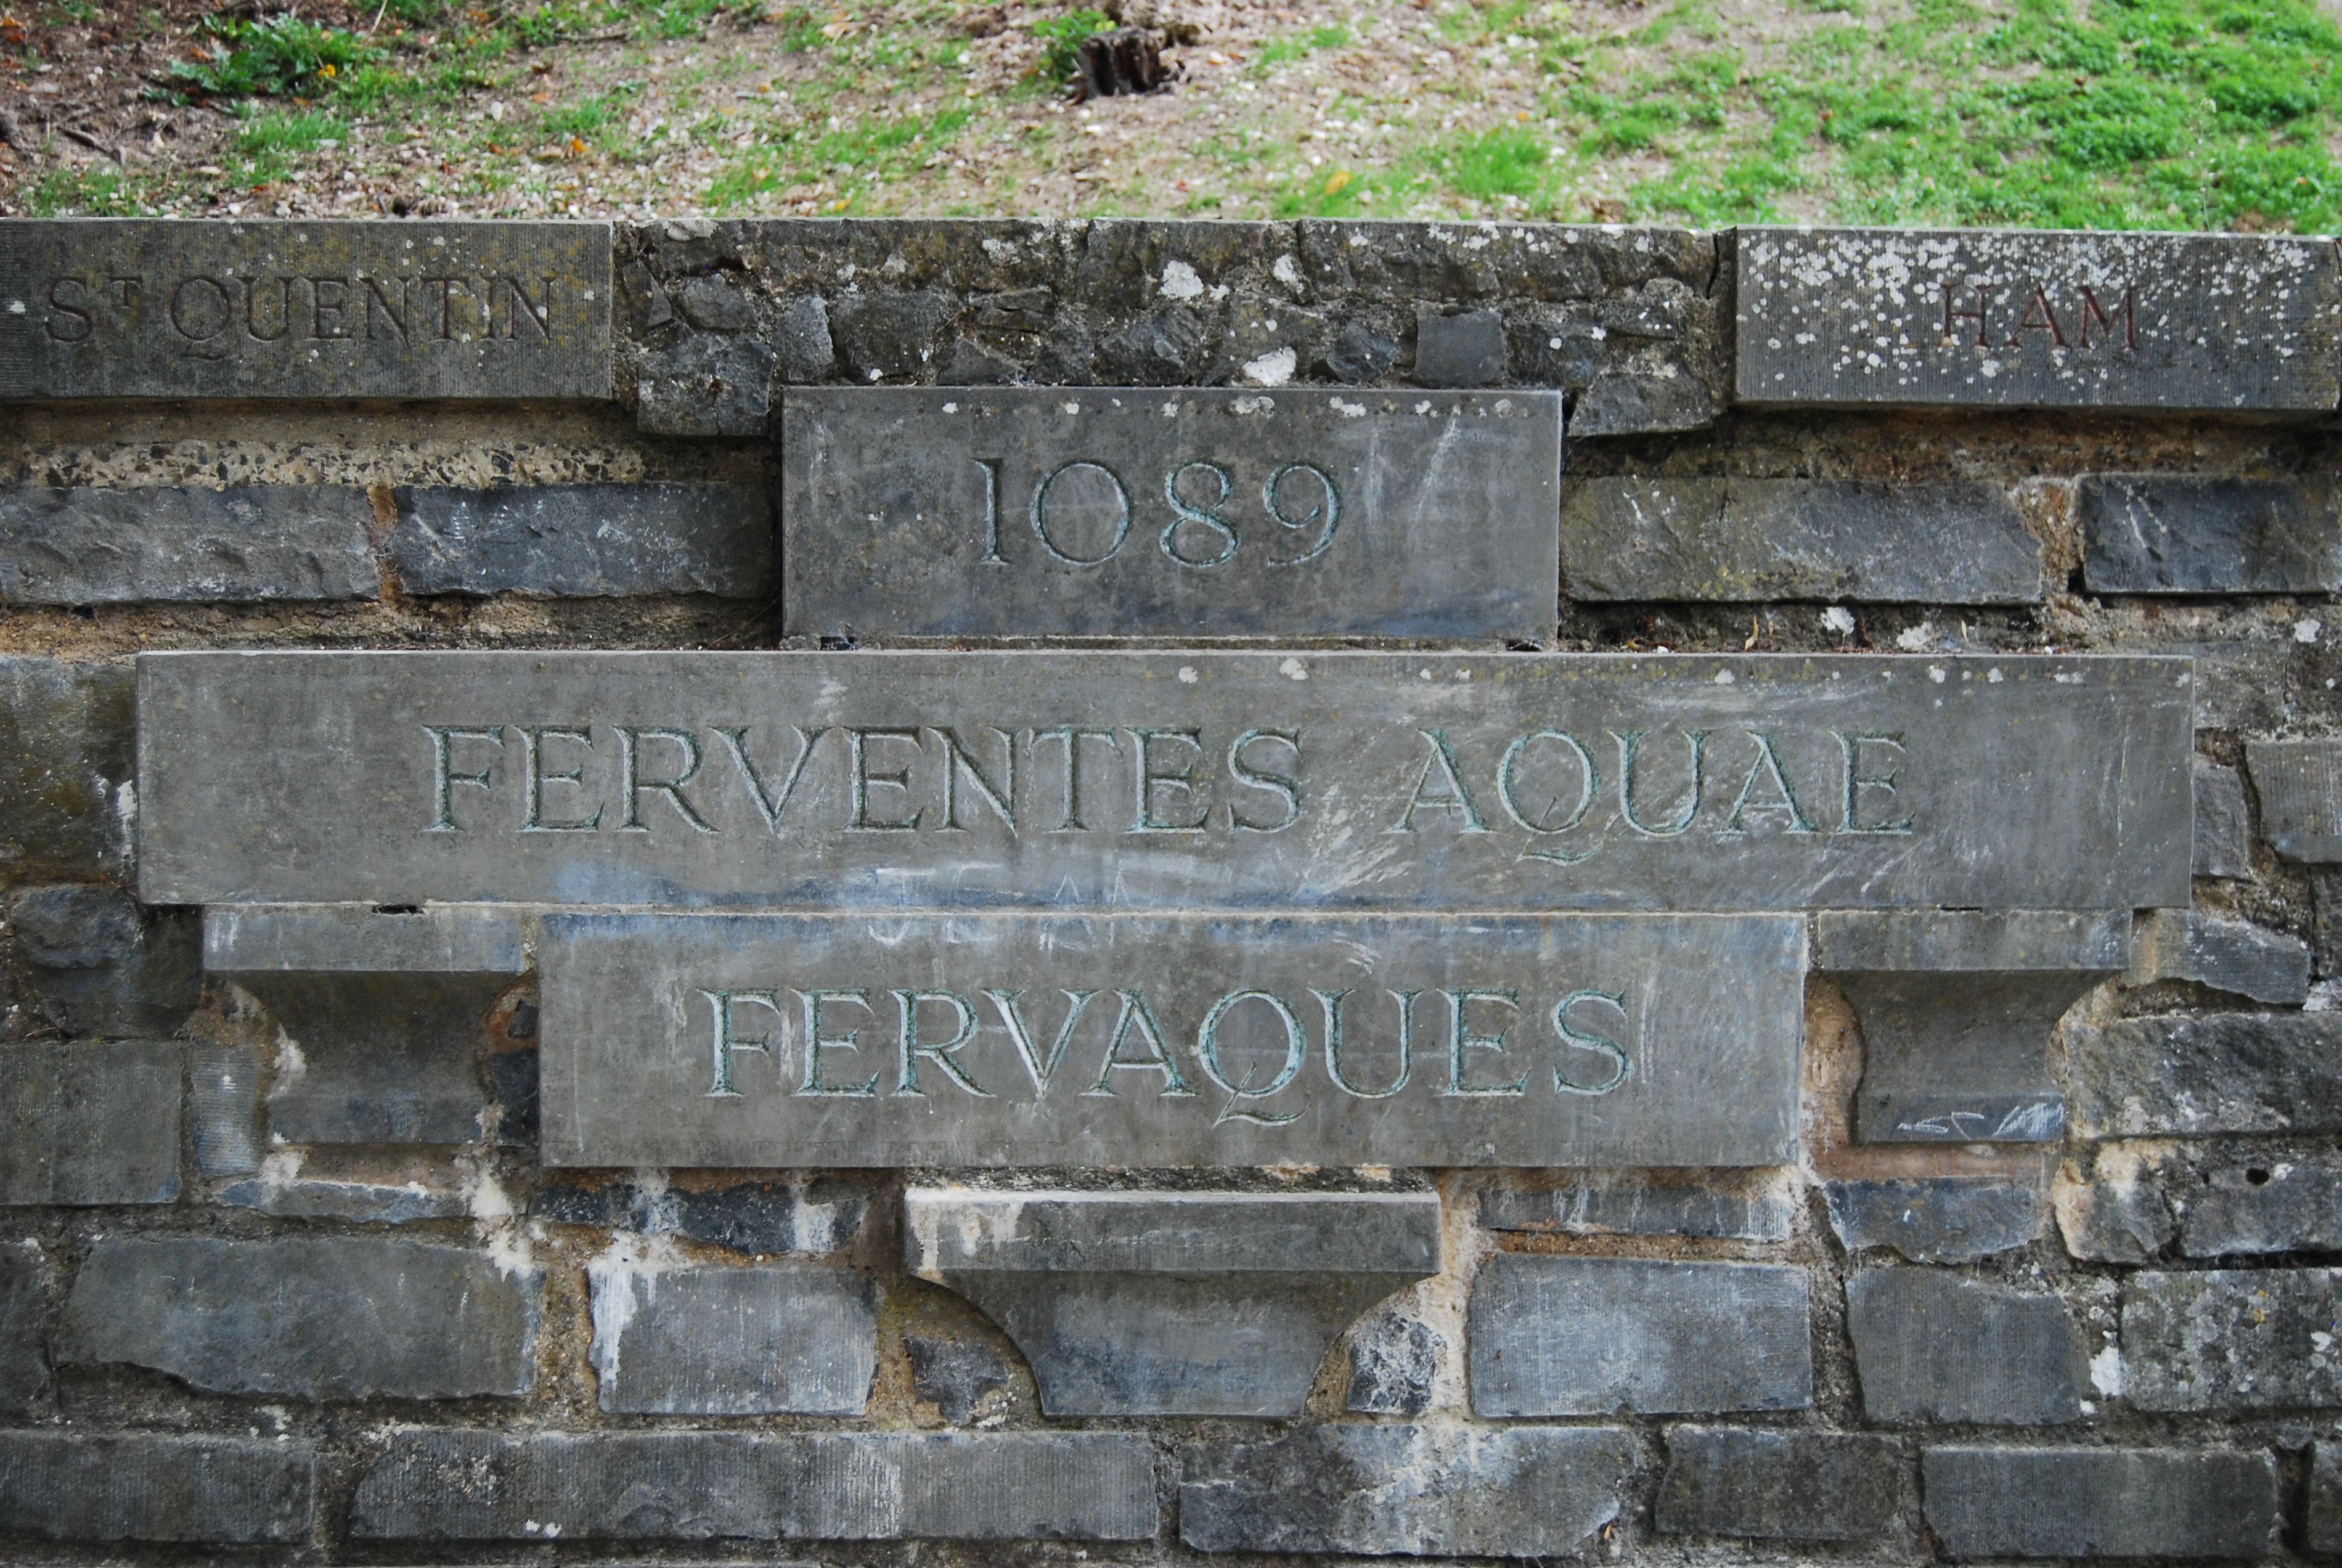 ST QUENTIN
HAM
1089
FERVENTES AQUAE
FERVAQUES